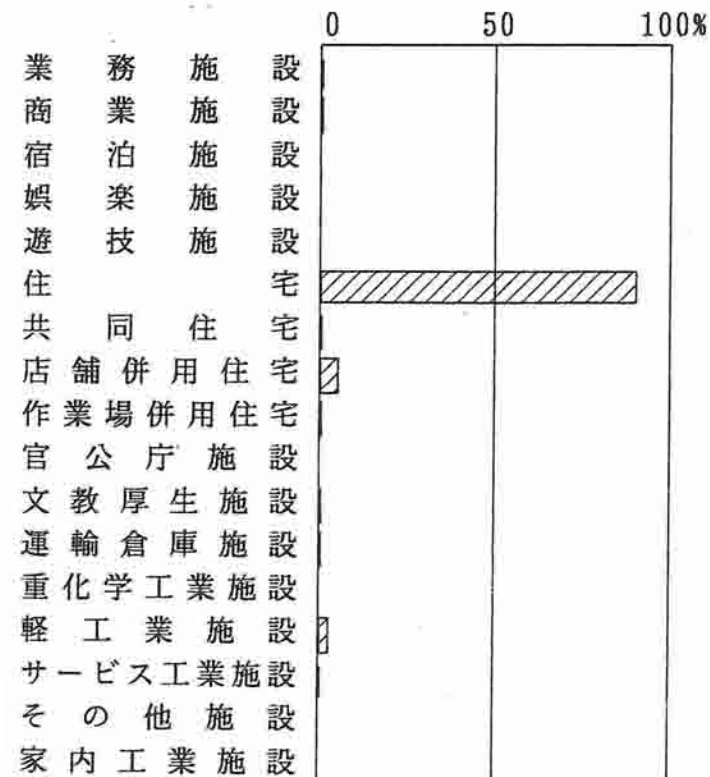 0 50 100%
業務施設
商業施設
宿泊施設
娯楽施設
遊技施設
住宅
共同住宅
店舗併用住宅
作業場併用住宅
官公庁施設
文教厚生施設
運輸倉庫施設
重化学工業施設
軽工業施設
サービス工業施設
その他施設
家内工業施設